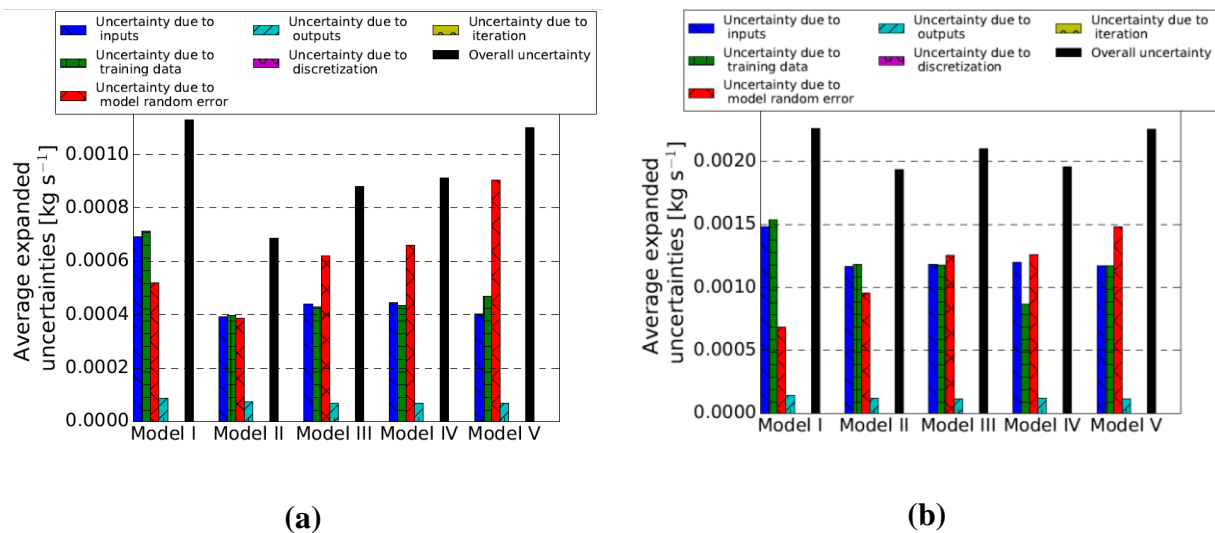 Uncertainty due to
inputs
Uncertainty due to
training data
Uncertainty due to
model random error
Uncertainty due to
outputs
Uncertainty due to
discretization
Uncertainty due to
iteration
Overall uncertainty
Average expanded
uncertainties [kg s⁻¹]
0.0010
0.0008
0.0006
0.0004
0.0002
0.0000
Model I
Model II
Model III
Model IV
Model V
(a)
Uncertainty due to
inputs
Uncertainty due to
training data
Uncertainty due to
model random error
Uncertainty due to
outputs
Uncertainty due to
discretization
Uncertainty due to
iteration
Overall uncertainty
Average expanded
uncertainties [kg s⁻¹]
0.0020
0.0015
0.0010
0.0005
0.0000
Model I
Model II
Model III
Model IV
Model V
(b)